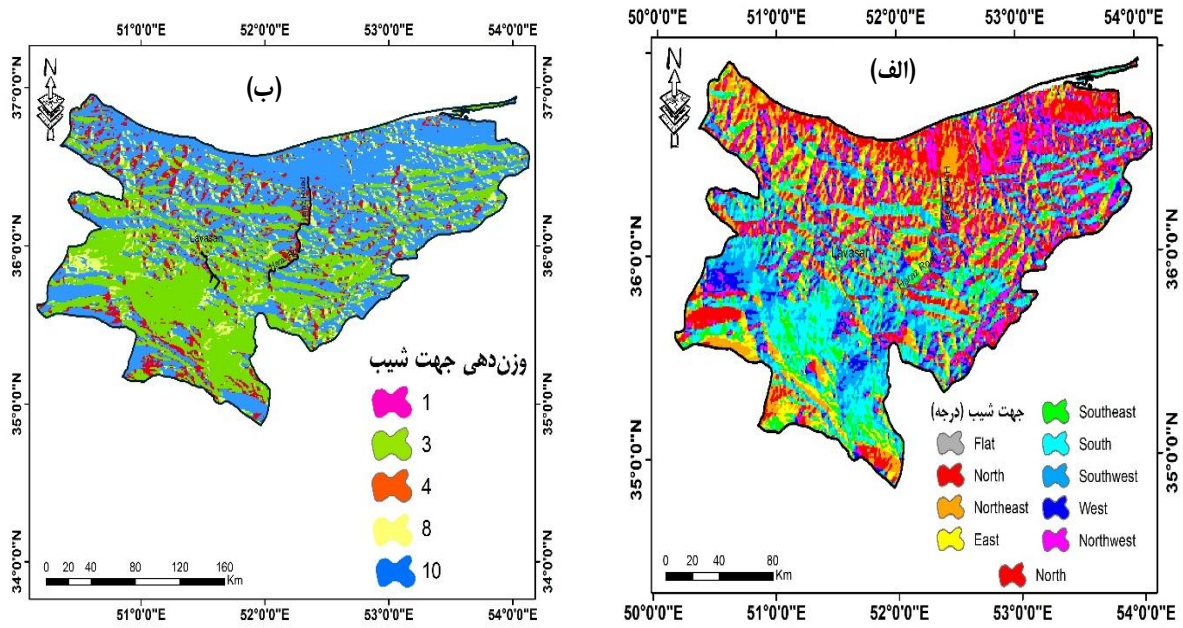 (الف)
50°0'0"E 51°0'0"E 52°0'0"E 53°0'0"E 54°0'0"E
N
37°0'0"N
36°0'0"N
35°0'0"N
Lavasan
جهت شیب (درجه)
Flat
North
Northeast
East
Southeast
South
Southwest
West
Northwest
North
0 20 40 80
Km
37°0'0"N
36°0'0"N
35°0'0"N
50°0'0"E 51°0'0"E 52°0'0"E 53°0'0"E 54°0'0"E
(ب)
51°0'0"E 52°0'0"E 53°0'0"E 54°0'0"E
N
37°0'0"N
36°0'0"N
35°0'0"N
34°0'0"N
Lavasan
وزن‌دهی جهت شیب
1
3
4
8
10
0 20 40 80 120 160
Km
37°0'0"N
36°0'0"N
35°0'0"N
34°0'0"N
51°0'0"E 52°0'0"E 53°0'0"E 54°0'0"E